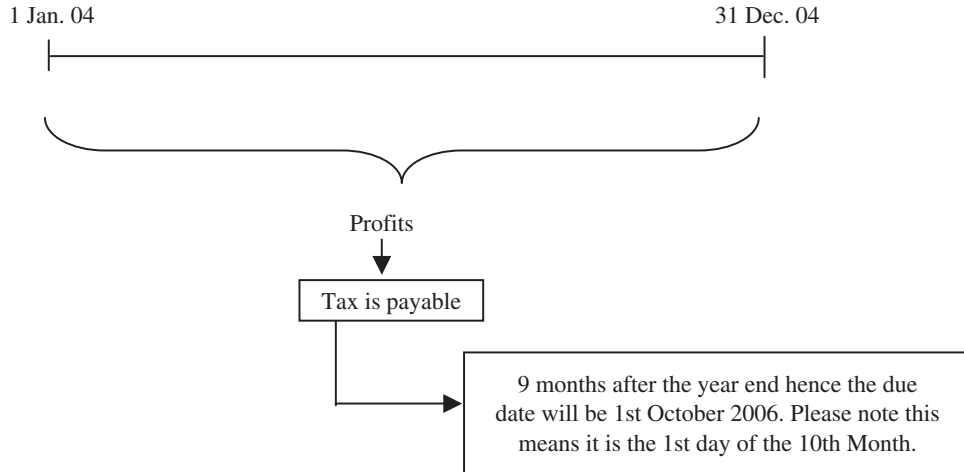 1 Jan. 04
31 Dec. 04
Profits
Tax is payable
9 months after the year end hence the due
date will be 1st October 2006. Please note this
means it is the 1st day of the 10th Month.